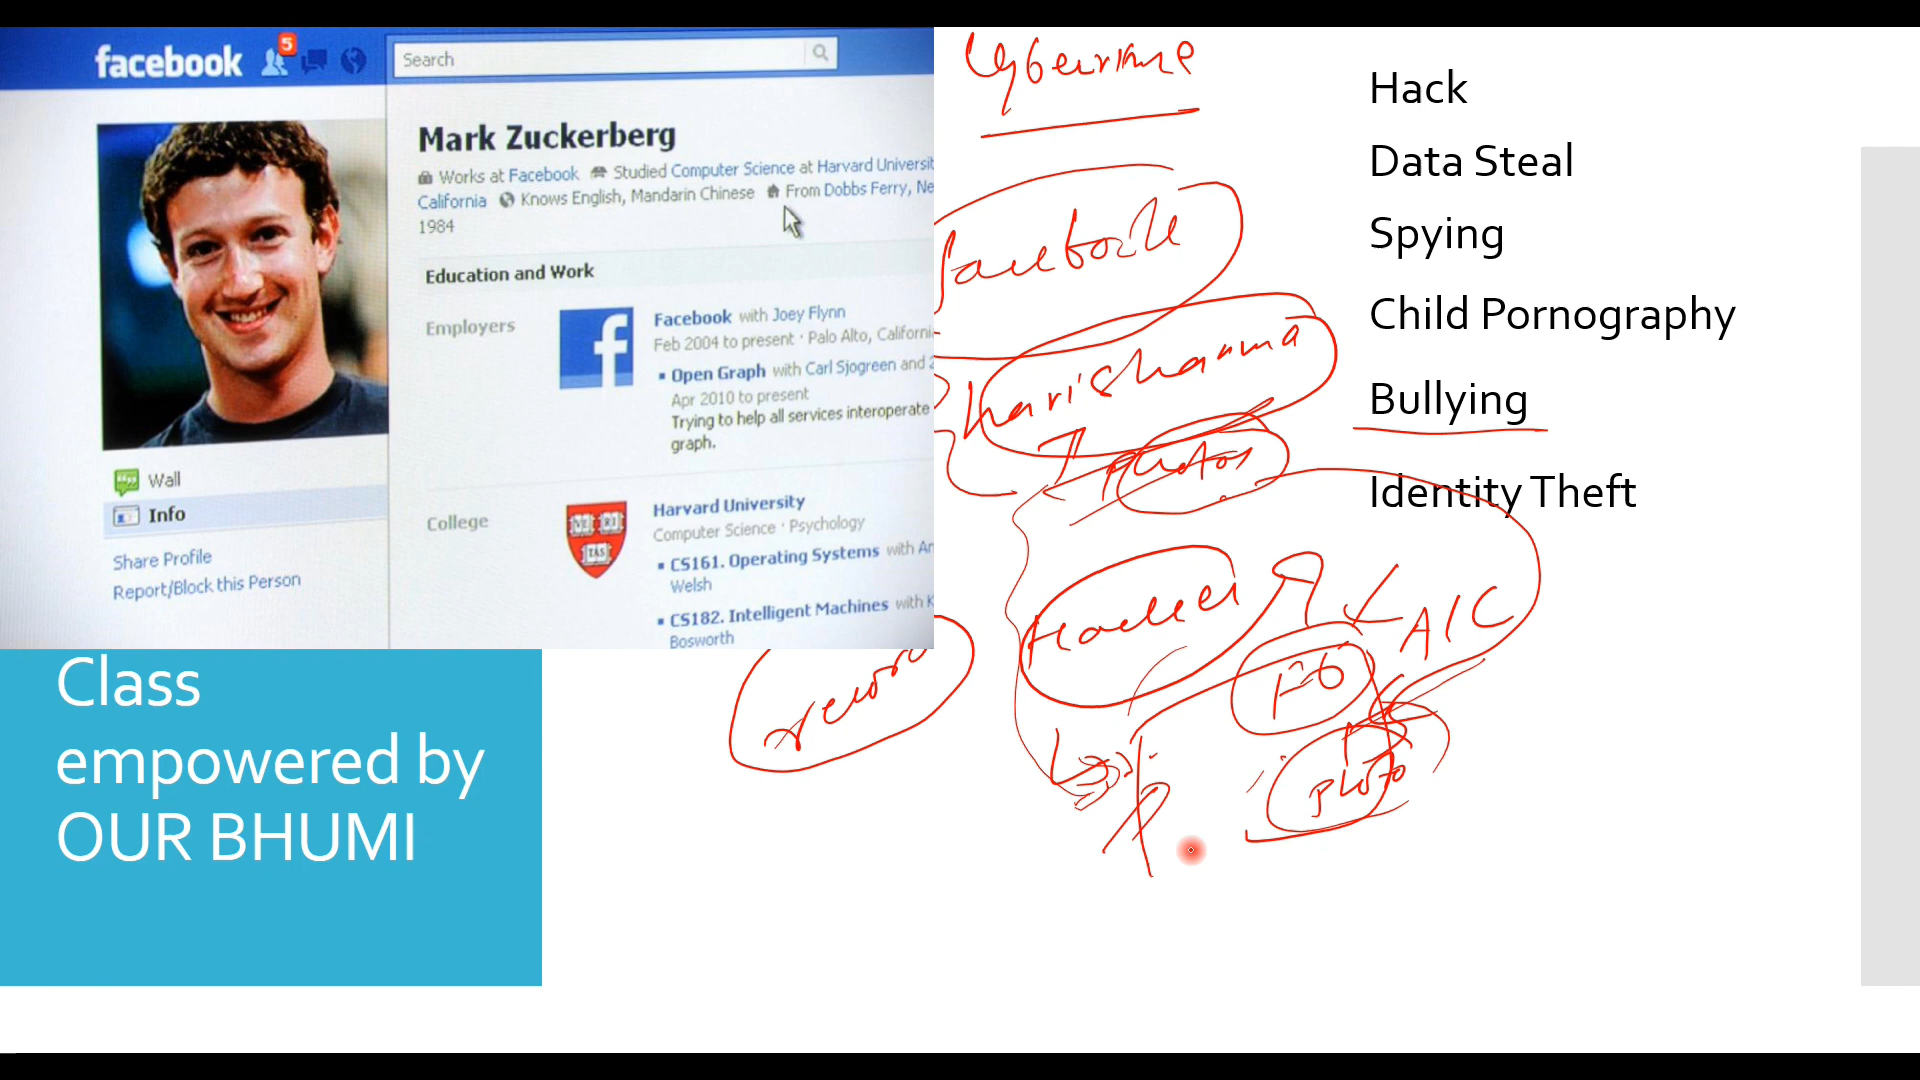 facebook
5
Search
Mark Zuckerberg
Works at Facebook Studied Computer Science at Harvard Universit
California Knows English, Mandarin Chinese From Dobbs Ferry, Ne
1984
Education and Work
Employers
Facebook with Joey Flynn
Feb 2004 to present · Palo Alto, Californi
Open Graph with Carl Sjogreen and 2
Apr 2010 to present
Trying to help all services interoperate
graph.
College
Harvard University
Computer Science · Psychology
CS161. Operating Systems with An
Welsh
CS182. Intelligent Machines with K
Bosworth
Wall
Info
Share Profile
Report/Block this Person
Cybercrime
facebook
harisharma
photos
Hacker
A/C
photo
Hack
Data Steal
Spying
Child Pornography
Bullying
Identity Theft
Class
empowered by
OUR BHUMI